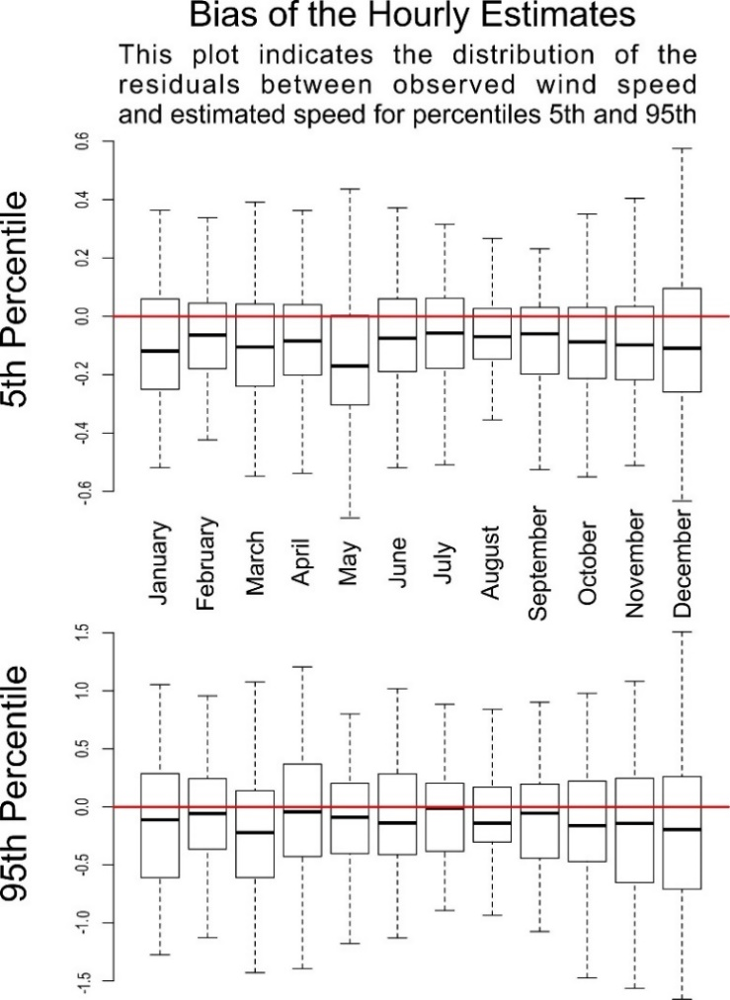 Bias of the Hourly Estimates
This plot indicates the distribution of the
residuals between observed wind speed
and estimated speed for percentiles 5th and 95th
5th Percentile
0.6
0.4
0.2
0.0
-0.2
-0.4
-0.6
January
February
March
April
May
June
July
August
September
October
November
December
95th Percentile
1.5
1.0
0.5
0.0
-0.5
-1.0
-1.5